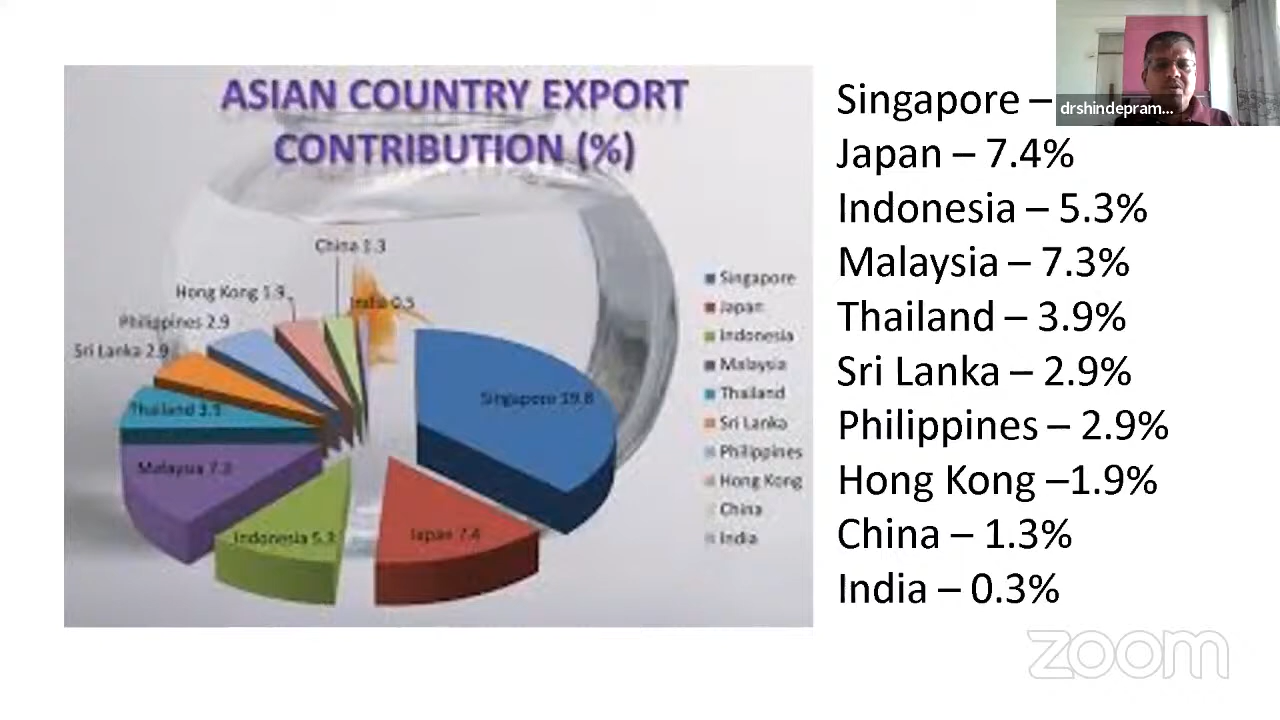 ASIAN COUNTRY EXPORT
CONTRIBUTION (%)
China 1.3
Hong Kong 1.9
India 0.3
Philippines 2.9
Sri Lanka 2.9
Thailand 3.9
Malaysia 7.3
Indonesia 5.3
Japan 7.4
Singapore 19.8
Singapore
Japan
Indonesia
Malaysia
Thailand
Sri Lanka
Philippines
Hong Kong
China
India
Singapore –
Japan – 7.4%
Indonesia – 5.3%
Malaysia – 7.3%
Thailand – 3.9%
Sri Lanka – 2.9%
Philippines – 2.9%
Hong Kong –1.9%
China – 1.3%
India – 0.3%
drshindepram...
zoom